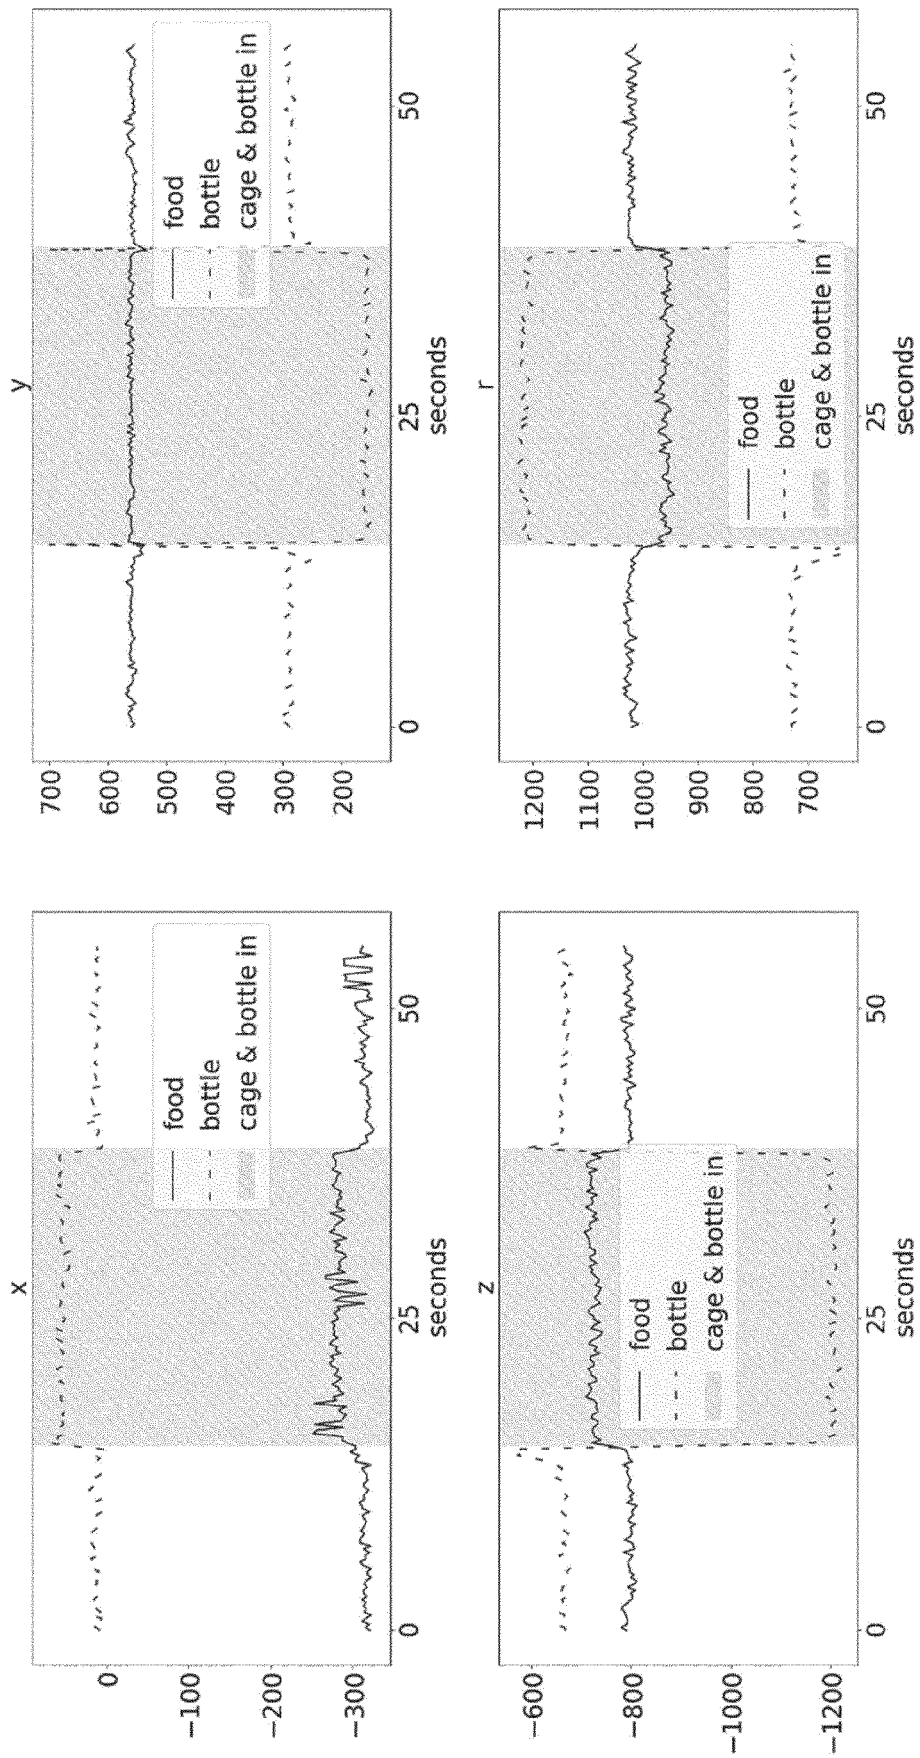 x
0
−100
−200
−300
0
25
50
seconds
food
bottle
cage & bottle in
y
700
600
500
400
300
200
0
25
50
seconds
food
bottle
cage & bottle in
z
−600
−800
−1000
−1200
0
25
50
seconds
food
bottle
cage & bottle in
r
1200
1100
1000
900
800
700
0
25
50
seconds
food
bottle
cage & bottle in